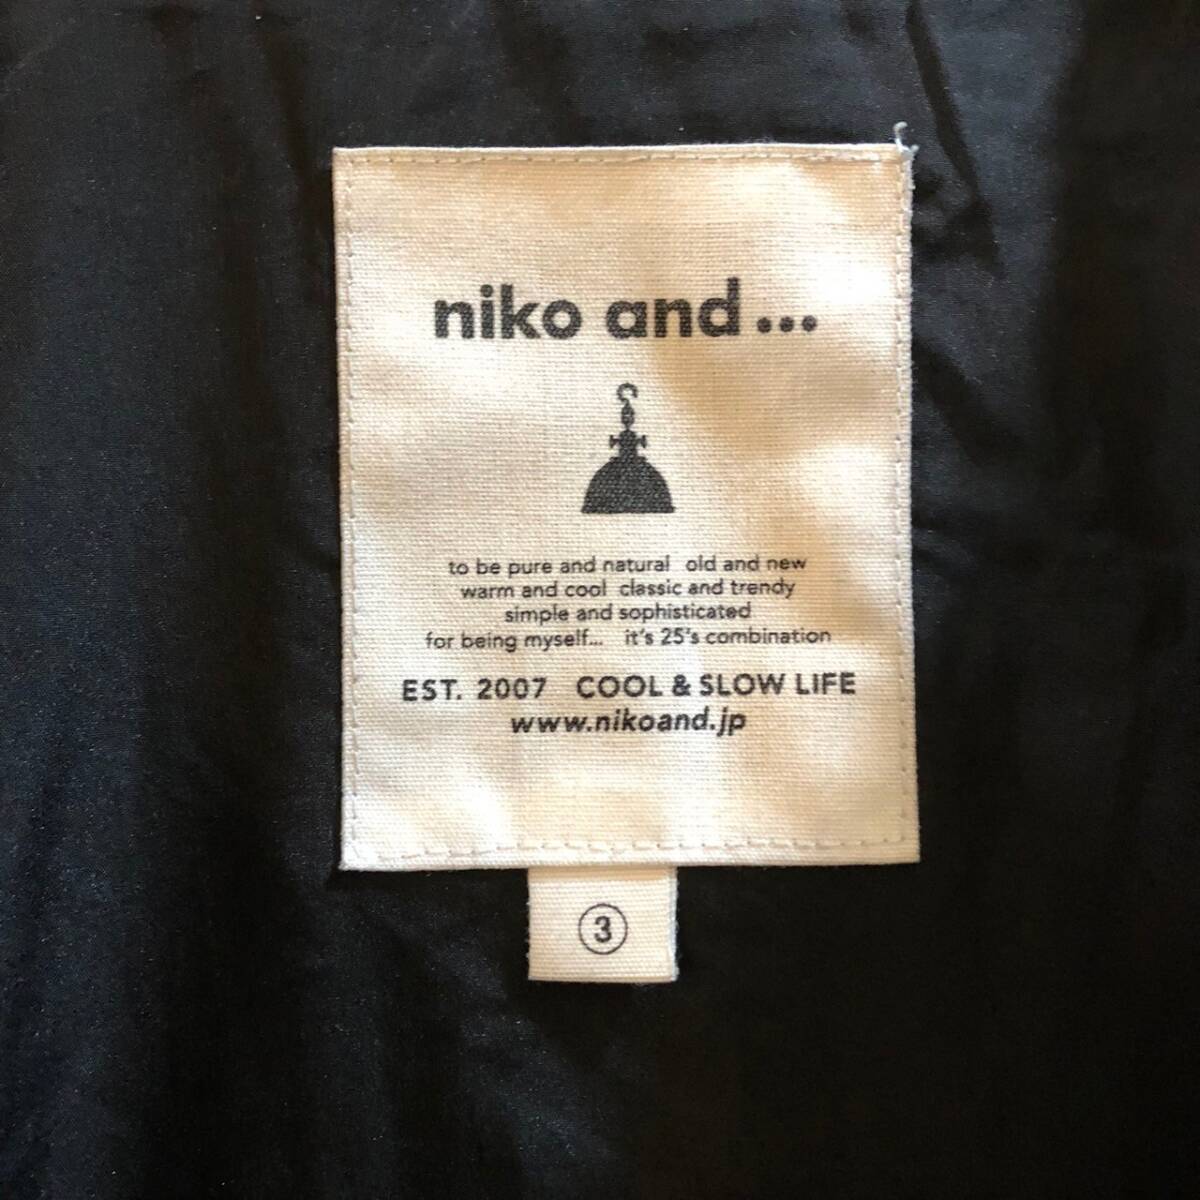 niko and ...
to be pure and natural old and new
warm and cool classic and trendy
simple and sophisticated
for being myself... it's 25's combination
EST. 2007 COOL & SLOW LIFE
www.nikoand.jp
③